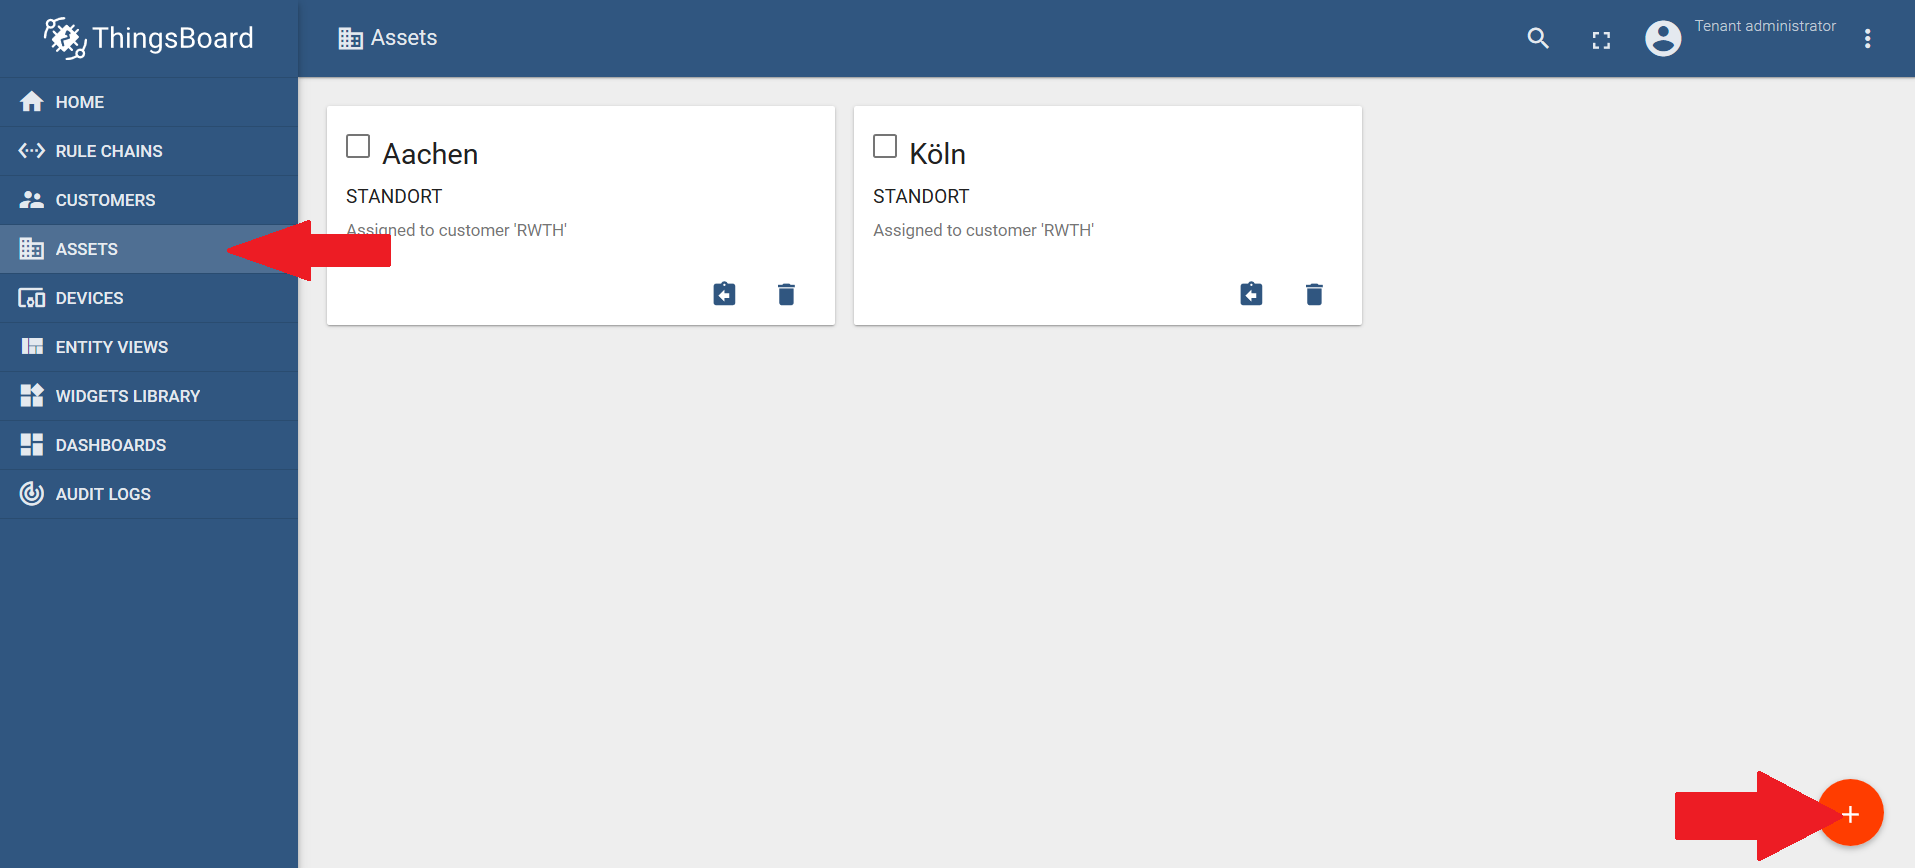 ThingsBoard
Assets
Tenant administrator
HOME
RULE CHAINS
CUSTOMERS
ASSETS
DEVICES
ENTITY VIEWS
WIDGETS LIBRARY
DASHBOARDS
AUDIT LOGS
Aachen
STANDORT
Assigned to customer 'RWTH'
Köln
STANDORT
Assigned to customer 'RWTH'